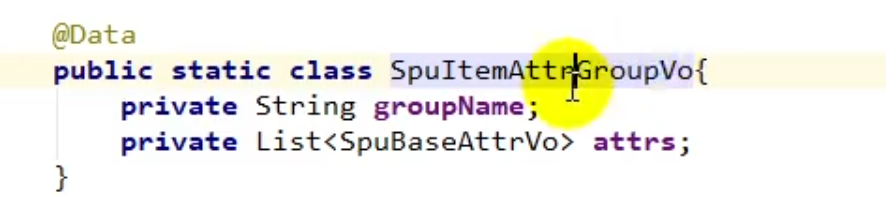 @Data
public static class SpuItemAttrGroupVo{
    private String groupName;
    private List<SpuBaseAttrVo> attrs;
}